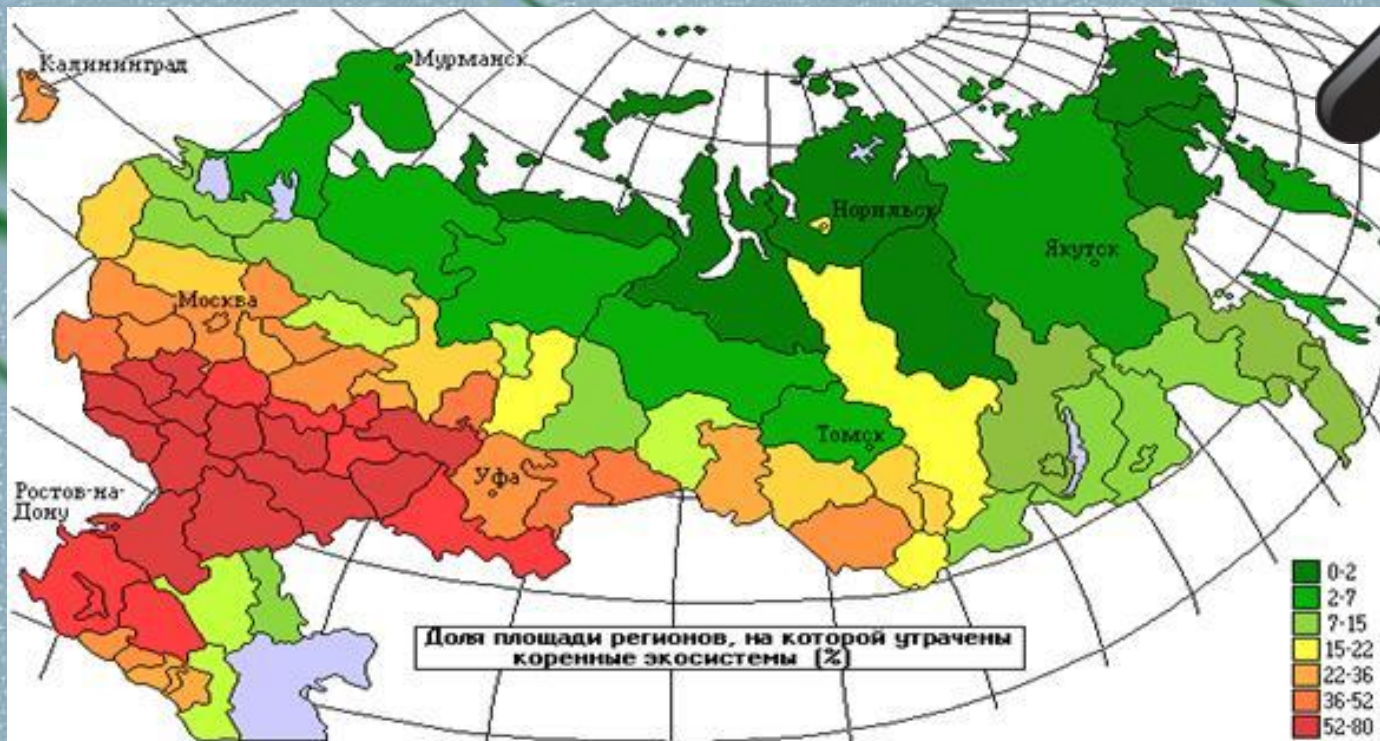 Калининград
Мурманск
Норильск
Якутск
Москва
Томск
Уфа
Ростов-на-
Дону
Доля площади регионов, на которой утрачены
коренные экосистемы (%)
0-2
2-7
7-15
15-22
22-36
36-52
52-80